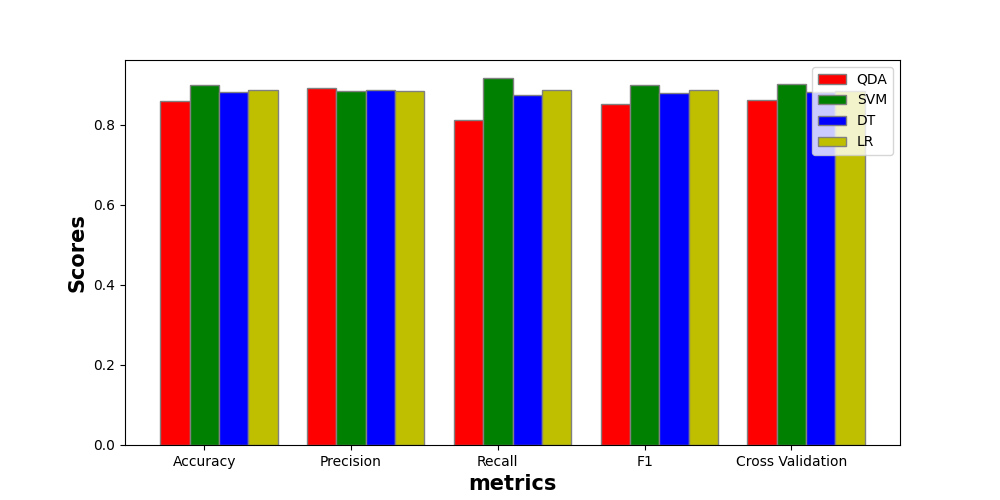 QDA
SVM
DT
LR
Scores
0.8
0.6
0.4
0.2
0.0
Accuracy Precision Recall F1 Cross Validation
metrics